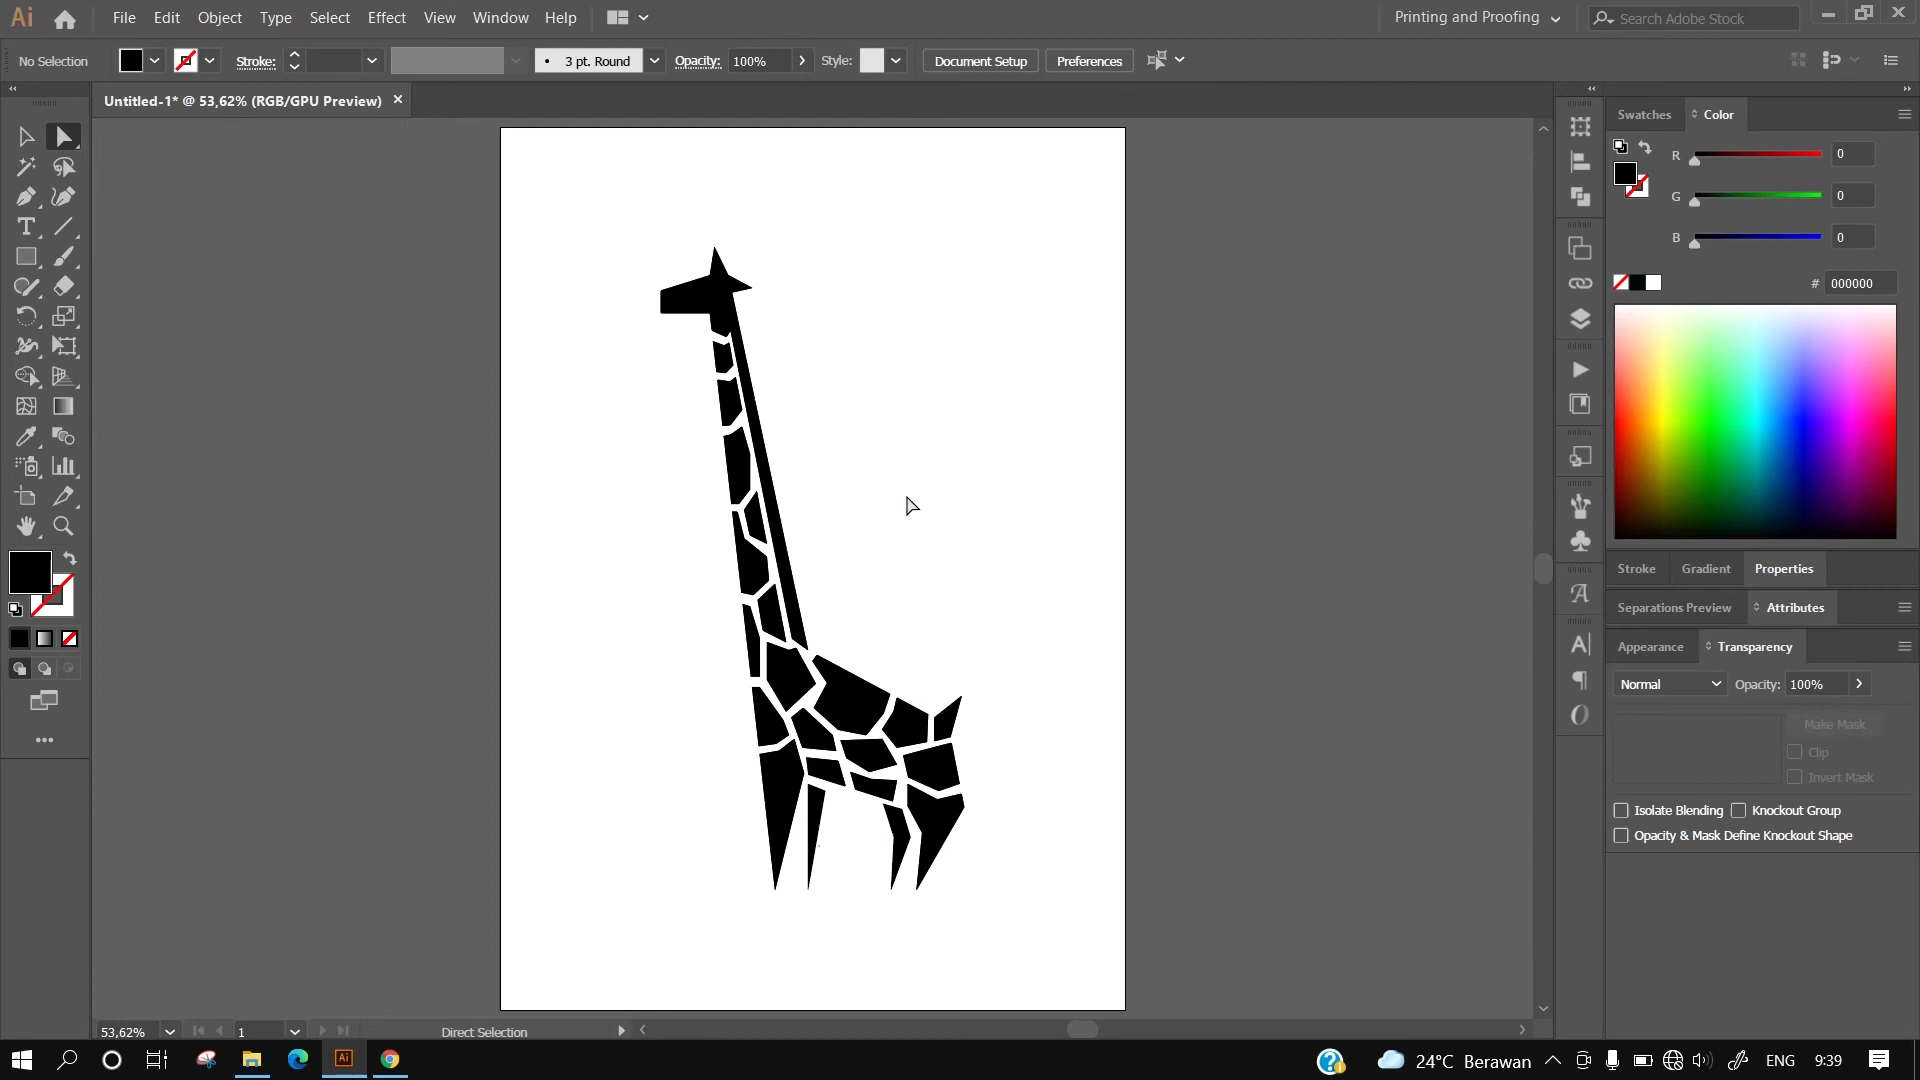 Ai File Edit Object Type Select Effect View Window Help Printing and Proofing Search Adobe Stock
No Selection Stroke: 3 pt. Round Opacity: 100% Style: Document Setup Preferences
Untitled-1* @ 53,62% (RGB/GPU Preview)
Swatches Color
R 0
G 0
B 0
# 000000
Stroke Gradient Properties
Separations Preview Attributes
Appearance Transparency
Normal Opacity: 100%
Make Mask
Clip
Invert Mask
Isolate Blending Knockout Group
Opacity & Mask Define Knockout Shape
53,62% 1 Direct Selection
Ai 24°C Berawan ENG 9:39